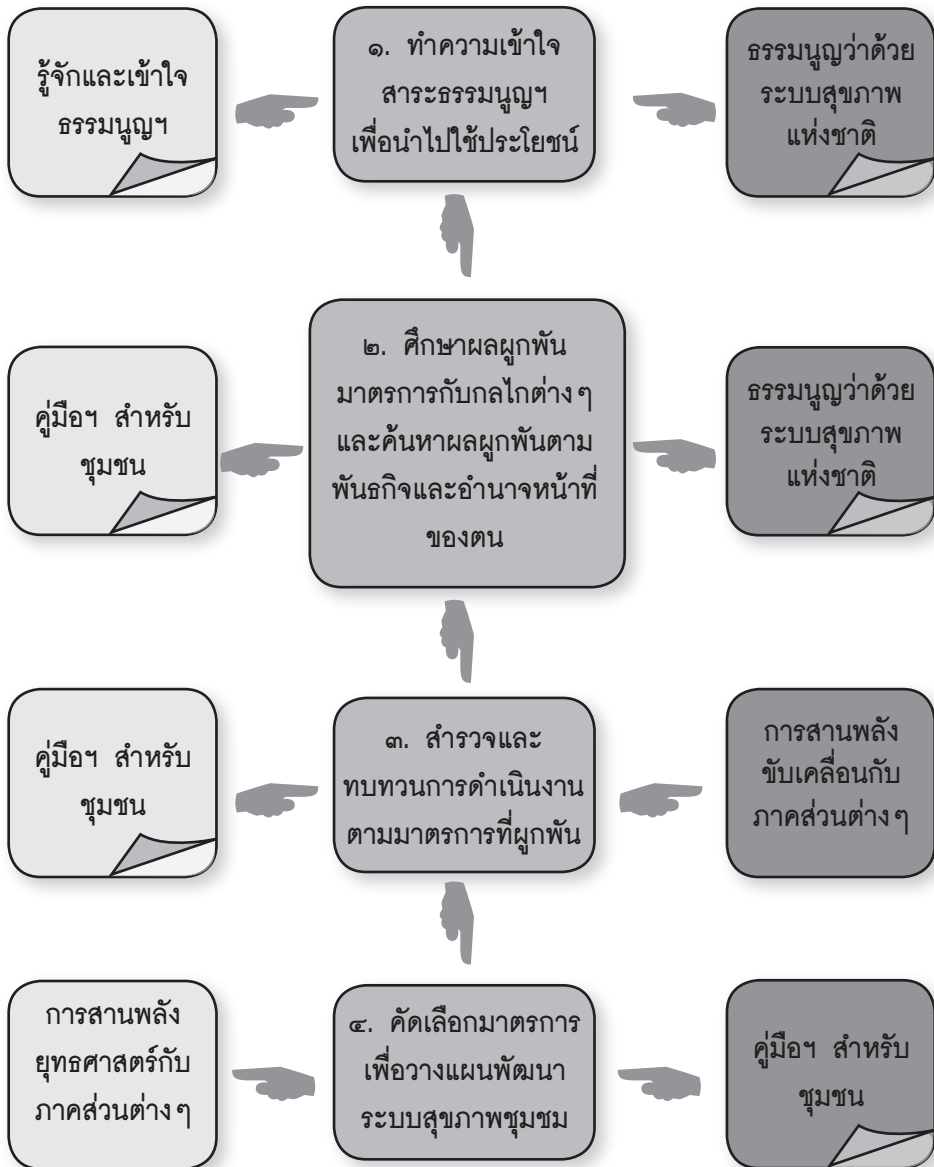 รู้จักและเข้าใจ
ธรรมนูญฯ
๑. ทำความเข้าใจ
สาระธรรมนูญฯ
เพื่อนำไปใช้ประโยชน์
ธรรมนูญว่าด้วย
ระบบสุขภาพ
แห่งชาติ
คู่มือฯ สำหรับ
ชุมชน
๒. ศึกษาผลผูกพัน
มาตรการกับกลไกต่างๆ
และค้นหาผลผูกพันตาม
พันธกิจและอำนาจหน้าที่
ของตน
ธรรมนูญว่าด้วย
ระบบสุขภาพ
แห่งชาติ
คู่มือฯ สำหรับ
ชุมชน
๓. สำรวจและ
ทบทวนการดำเนินงาน
ตามมาตรการที่ผูกพัน
การสานพลัง
ขับเคลื่อนกับ
ภาคส่วนต่างๆ
การสานพลัง
ยุทธศาสตร์กับ
ภาคส่วนต่างๆ
๔. คัดเลือกมาตรการ
เพื่อวางแผนพัฒนา
ระบบสุขภาพชุมชม
คู่มือฯ สำหรับ
ชุมชน